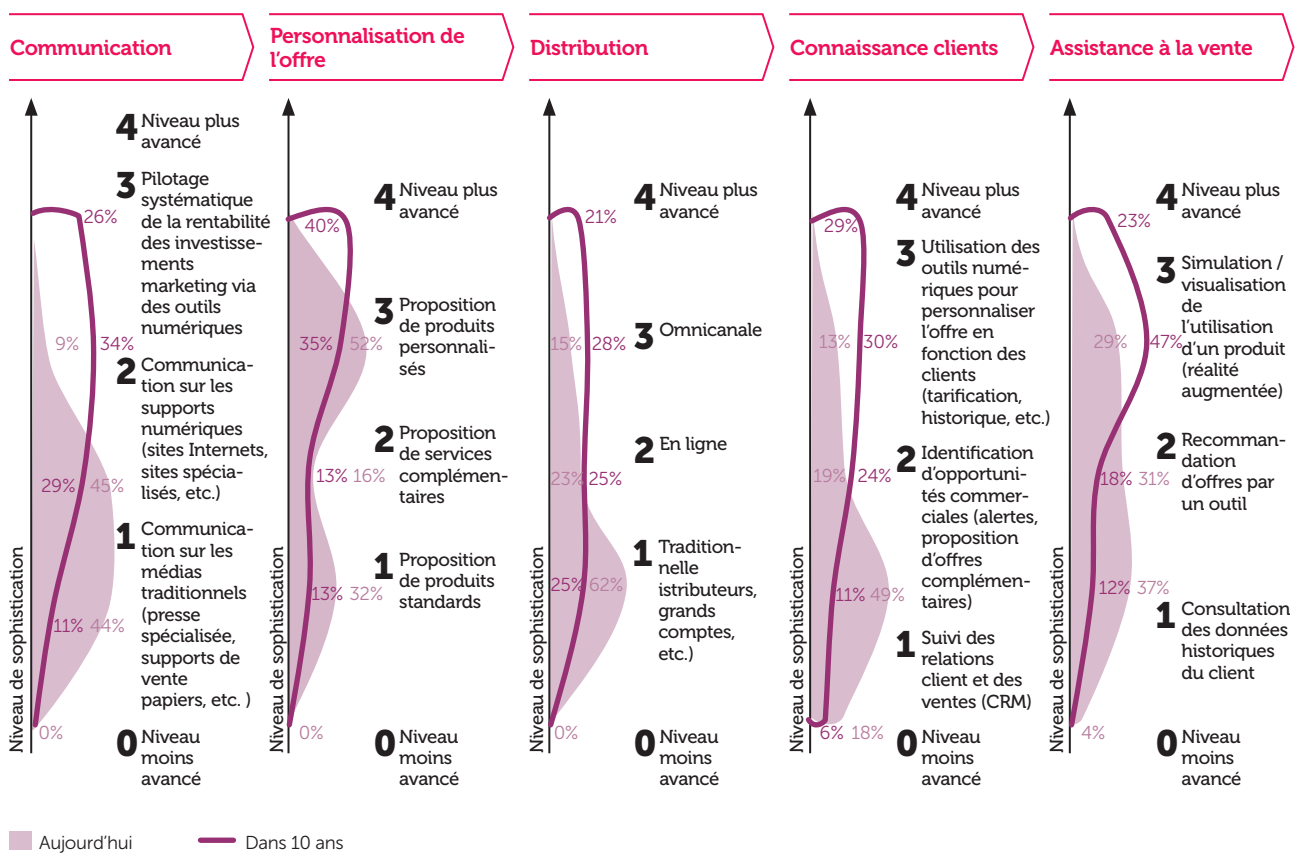 Communication
Personnalisation de
l'offre
Distribution
Connaissance clients
Assistance à la vente
Niveau de sophistication
4 Niveau plus
avancé
3 Pilotage
systématique
de la rentabilité
des investisse-
ments
marketing via
des outils
numériques
2 Communica-
tion sur les
supports
numériques
(sites Internets,
sites spécia-
lisés, etc.)
1 Communica-
tion sur les
médias
traditionnels
(presse
spécialisée,
supports de
vente
papiers, etc. )
0 Niveau
moins
avancé
26%
9% 34%
29% 45%
11% 44%
0%
Niveau de sophistication
4 Niveau plus
avancé
3 Proposition
de produits
personnali-
sés
2 Proposition
de services
complémen-
taires
1 Proposition
de produits
standards
0 Niveau
moins
avancé
40%
35% 52%
13% 16%
13% 32%
0%
Niveau de sophistication
4 Niveau plus
avancé
3 Omnicanale
2 En ligne
1 Tradition-
nelle
istributeurs,
grands
comptes,
etc.)
0 Niveau
moins
avancé
21%
15% 28%
23% 25%
25% 62%
0%
Niveau de sophistication
4 Niveau plus
avancé
3 Utilisation des
outils numé-
riques pour
personnaliser
l'offre en
fonction des
clients
(tarification,
historique, etc.)
2 Identification
d'opportuni-
tés commer-
ciales (alertes,
proposition
d'offres
complémen-
taires)
1 Suivi des
relations
client et des
ventes (CRM)
0 Niveau
moins
avancé
29%
13% 30%
19% 24%
11% 49%
6% 18%
Niveau de sophistication
4 Niveau plus
avancé
3 Simulation /
visualisation
de
l'utilisation
d'un produit
(réalité
augmentée)
2 Recomman-
dation
d'offres par
un outil
1 Consultation
des données
historiques
du client
0 Niveau
moins
avancé
23%
29% 47%
18% 31%
12% 37%
4%
Aujourd'hui
Dans 10 ans